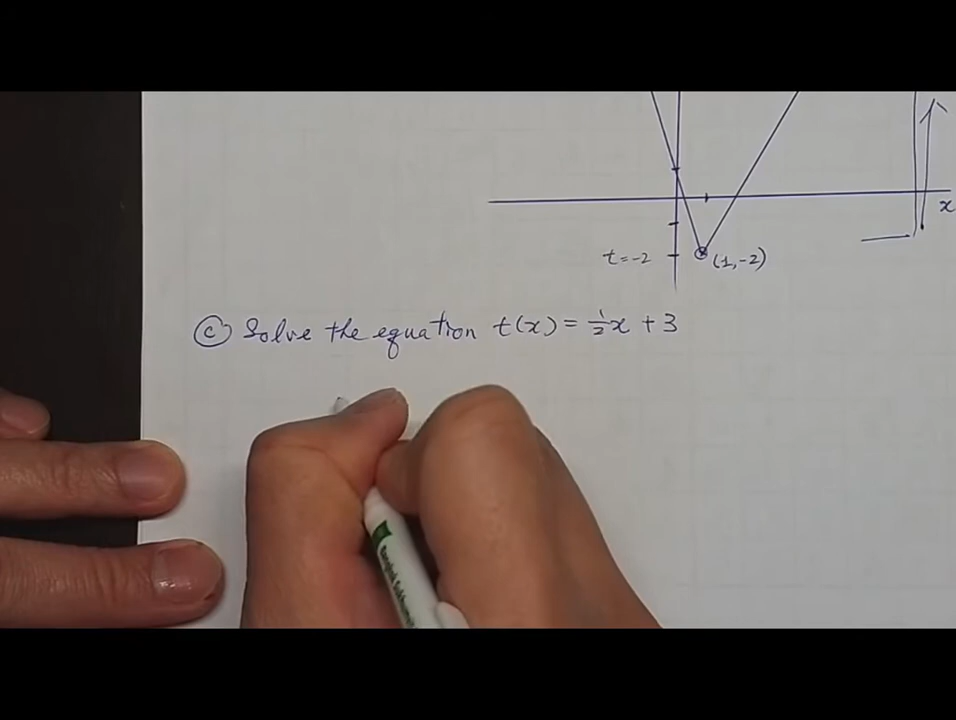 x
t=-2 (1,-2)
(c) Solve the equation t(x) = 1/2x + 3